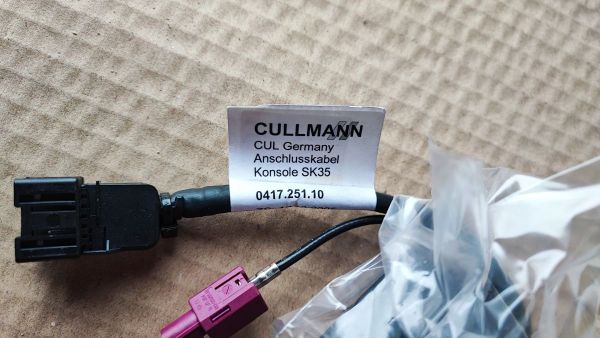 CULLMANN
CUL Germany
Anschlusskabel
Konsole SK35
0417.251.10